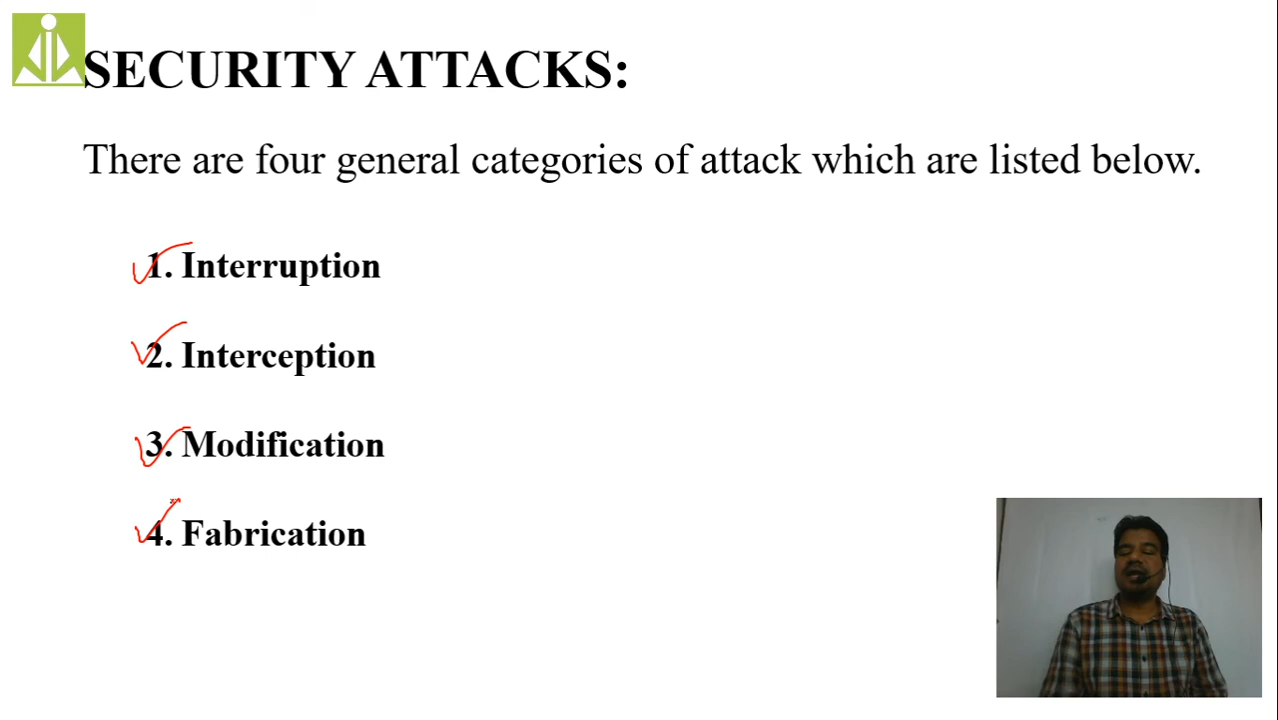 SECURITY ATTACKS:
There are four general categories of attack which are listed below.
1. Interruption
2. Interception
3. Modification
4. Fabrication